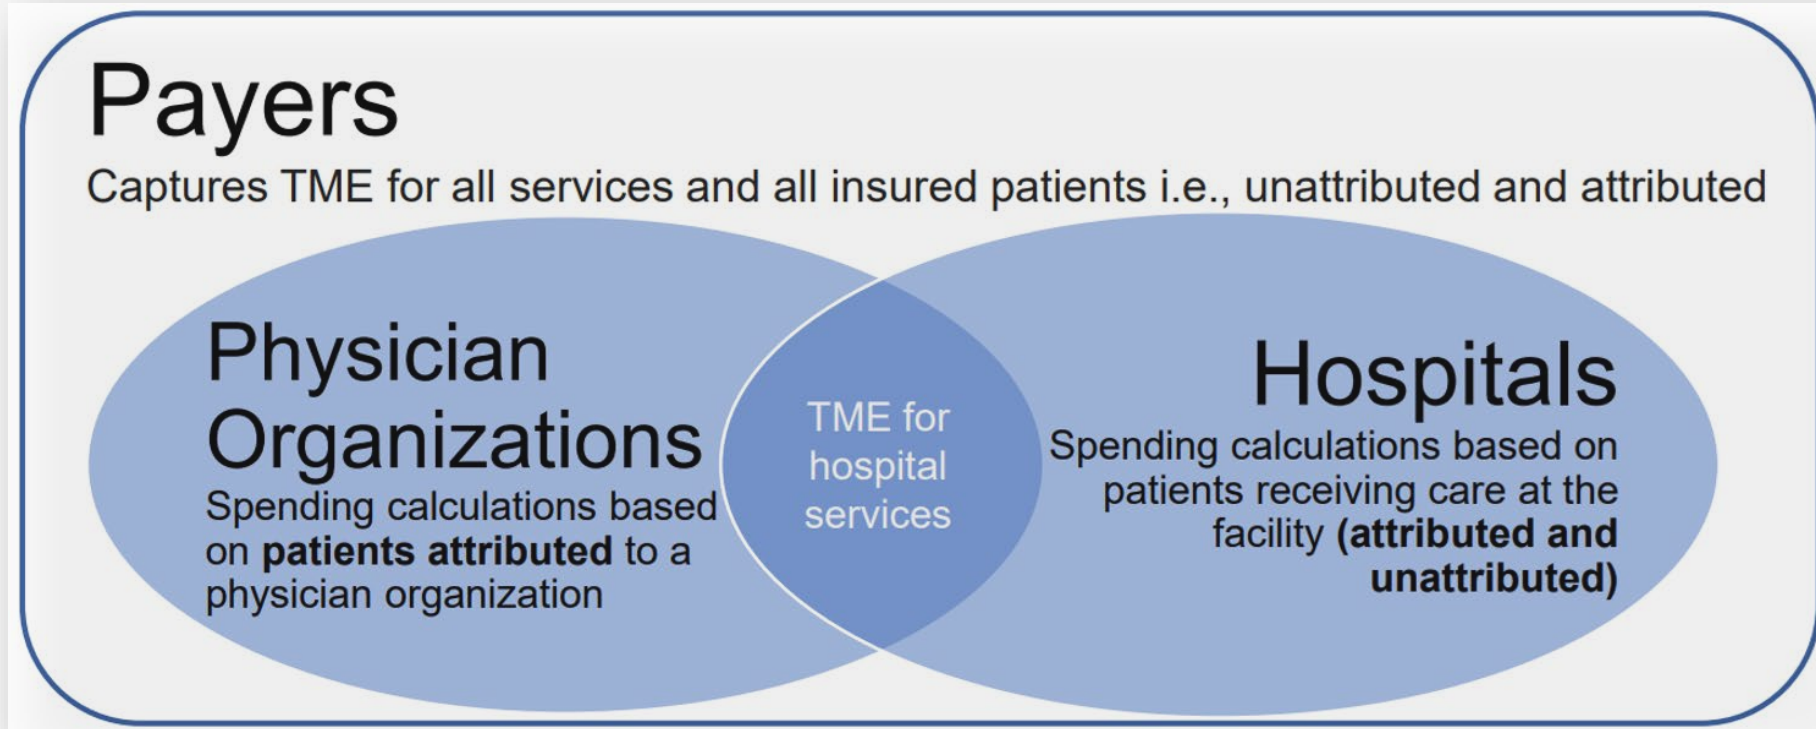 Payers
Captures TME for all services and all insured patients i.e., unattributed and attributed
Physician
Organizations
Spending calculations based
on patients attributed to a
physician organization
TME for
hospital
services
Hospitals
Spending calculations based on
patients receiving care at the
facility (attributed and
unattributed)